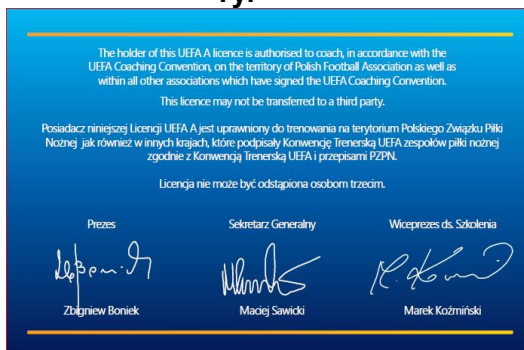 The holder of this UEFA A licence is authorised to coach, in accordance with the
UEFA Coaching Convention, on the territory of Polish Football Association as well as
within all other associations which have signed the UEFA Coaching Convention.
This licence may not be transferred to a third party.
Posiadacz niniejszej Licencji UEFA A jest uprawniony do trenowania na terytorium Polskiego Związku Piłki
Nożnej jak również w innych krajach, które podpisały Konwencję Trenerską UEFA zespołów piłki nożnej
zgodnie z Konwencją Trenerską UEFA i przepisami PZPN.
Licencja nie może być odstąpiona osobom trzecim.
Prezes Sekretarz Generalny Wiceprezes ds. Szkolenia
Zbigniew Boniek Maciej Sawicki Marek Koźmiński